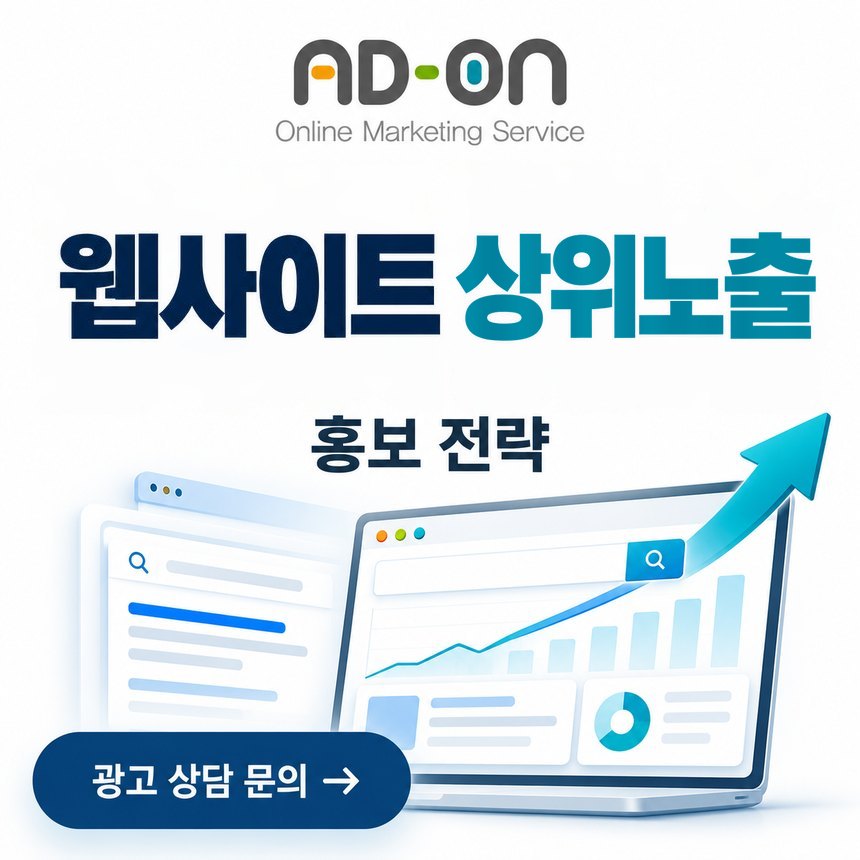 AD-ON
Online Marketing Service
웹사이트 상위노출
홍보 전략
광고 상담 문의 →